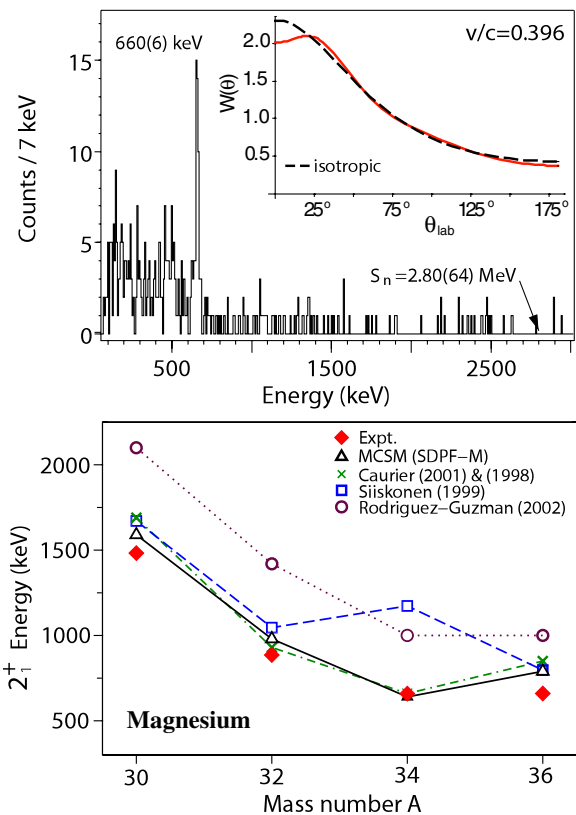 660(6) keV
v/c=0.396
15
10
5
0
Counts / 7 keV
2.0
1.5
1.0
0.5
W(θ)
isotropic
25° 75° 125° 175°
θlab
Sn=2.80(64) MeV
500 1500 2500
Energy (keV)
Expt.
MCSM (SDPF−M)
Caurier (2001) & (1998)
Siiskonen (1999)
Rodriguez−Guzman (2002)
2000
1500
1000
500
2₁⁺ Energy (keV)
Magnesium
30 32 34 36
Mass number A